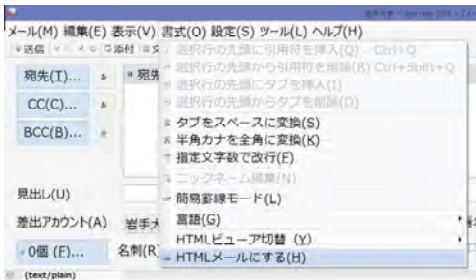 メール(M) 編集(E) 表示(V) 書式(O) 設定(S) ツール(L) ヘルプ(H)
送信 添付
選択行の先頭に引用符を挿入(Q) Ctrl+Q
選択行の先頭から引用符を削除(R) Ctrl+Shift+Q
選択行の先頭にタブを挿入(I)
選択行の先頭からタブを削除(D)
タブをスペースに変換(S)
半角カナを全角に変換(K)
指定文字数で改行(F)
ニックネーム編集(N)
簡易罫線モード(L)
言語(G)
HTMLビューア切替 (Y)
HTMLメールにする(H)
宛先(T)... 宛先
CC(C)...
BCC(B)...
見出し(U)
差出アカウント(A) 岩手大
0個 (F)... 名刺(R)
(text/plain)